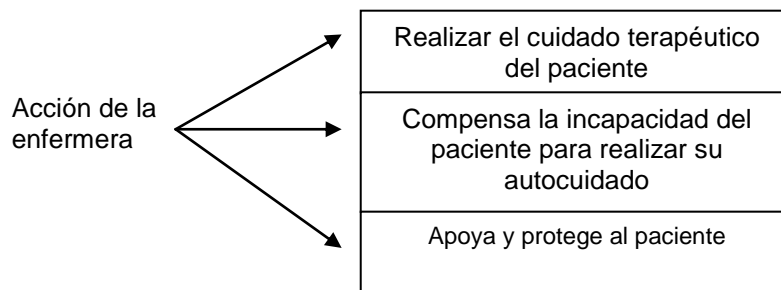 Realizar el cuidado terapéutico
del paciente
Acción de la
enfermera
Compensa la incapacidad del
paciente para realizar su
autocuidado
Apoya y protege al paciente